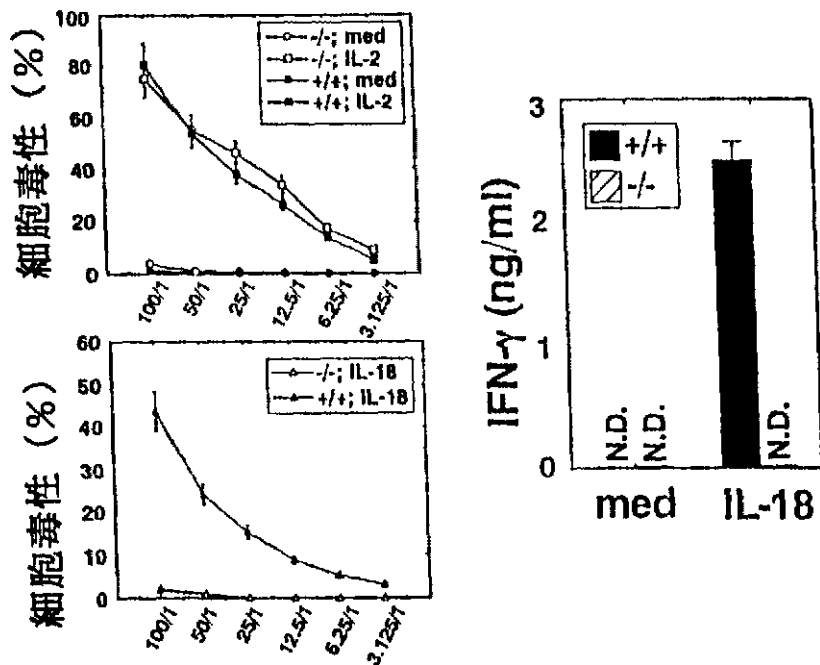 細胞毒性 (%)
100
80
60
40
20
0
-/-; med
-/-; IL-2
+/+; med
+/+; IL-2
100/1
50/1
25/1
12.5/1
6.25/1
3.125/1
細胞毒性 (%)
60
50
40
30
20
10
0
-/-; IL-18
+/+; IL-18
100/1
50/1
25/1
12.5/1
6.25/1
3.125/1
IFN-γ (ng/ml)
3
2
1
0
+/+
-/-
N.D.
N.D.
N.D.
med
IL-18